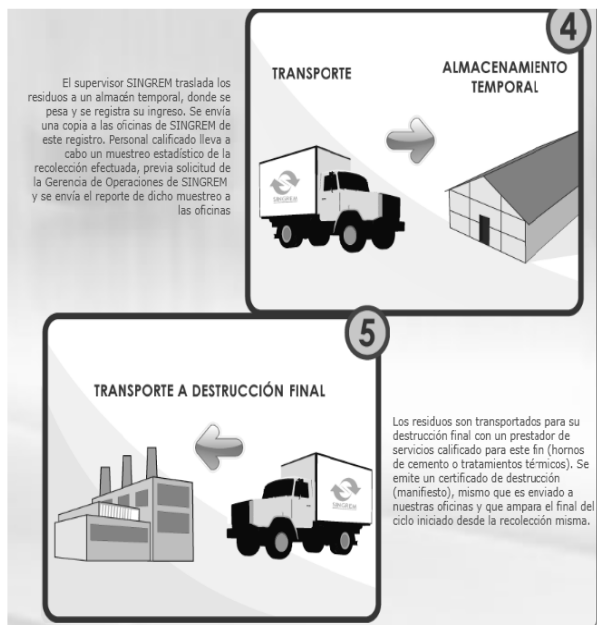 4
TRANSPORTE
ALMACENAMIENTO
TEMPORAL
El supervisor SINGREM traslada los
residuos a un almacén temporal, donde se
pesa y se registra su ingreso. Se envía
una copia a las oficinas de SINGREM de
este registro. Personal calificado lleva a
cabo un muestreo estadístico de la
recolección efectuada, previa solicitud de
la Gerencia de Operaciones de SINGREM
y se envía el reporte de dicho muestreo a
las oficinas
SINGREM
5
TRANSPORTE A DESTRUCCIÓN FINAL
SINGREM
Los residuos son transportados para su
destrucción final con un prestador de
servicios calificado para este fin (hornos
de cemento o tratamientos térmicos). Se
emite un certificado de destrucción
(manifiesto), mismo que es enviado a
nuestras oficinas y que ampara el final del
ciclo iniciado desde la recolección misma.